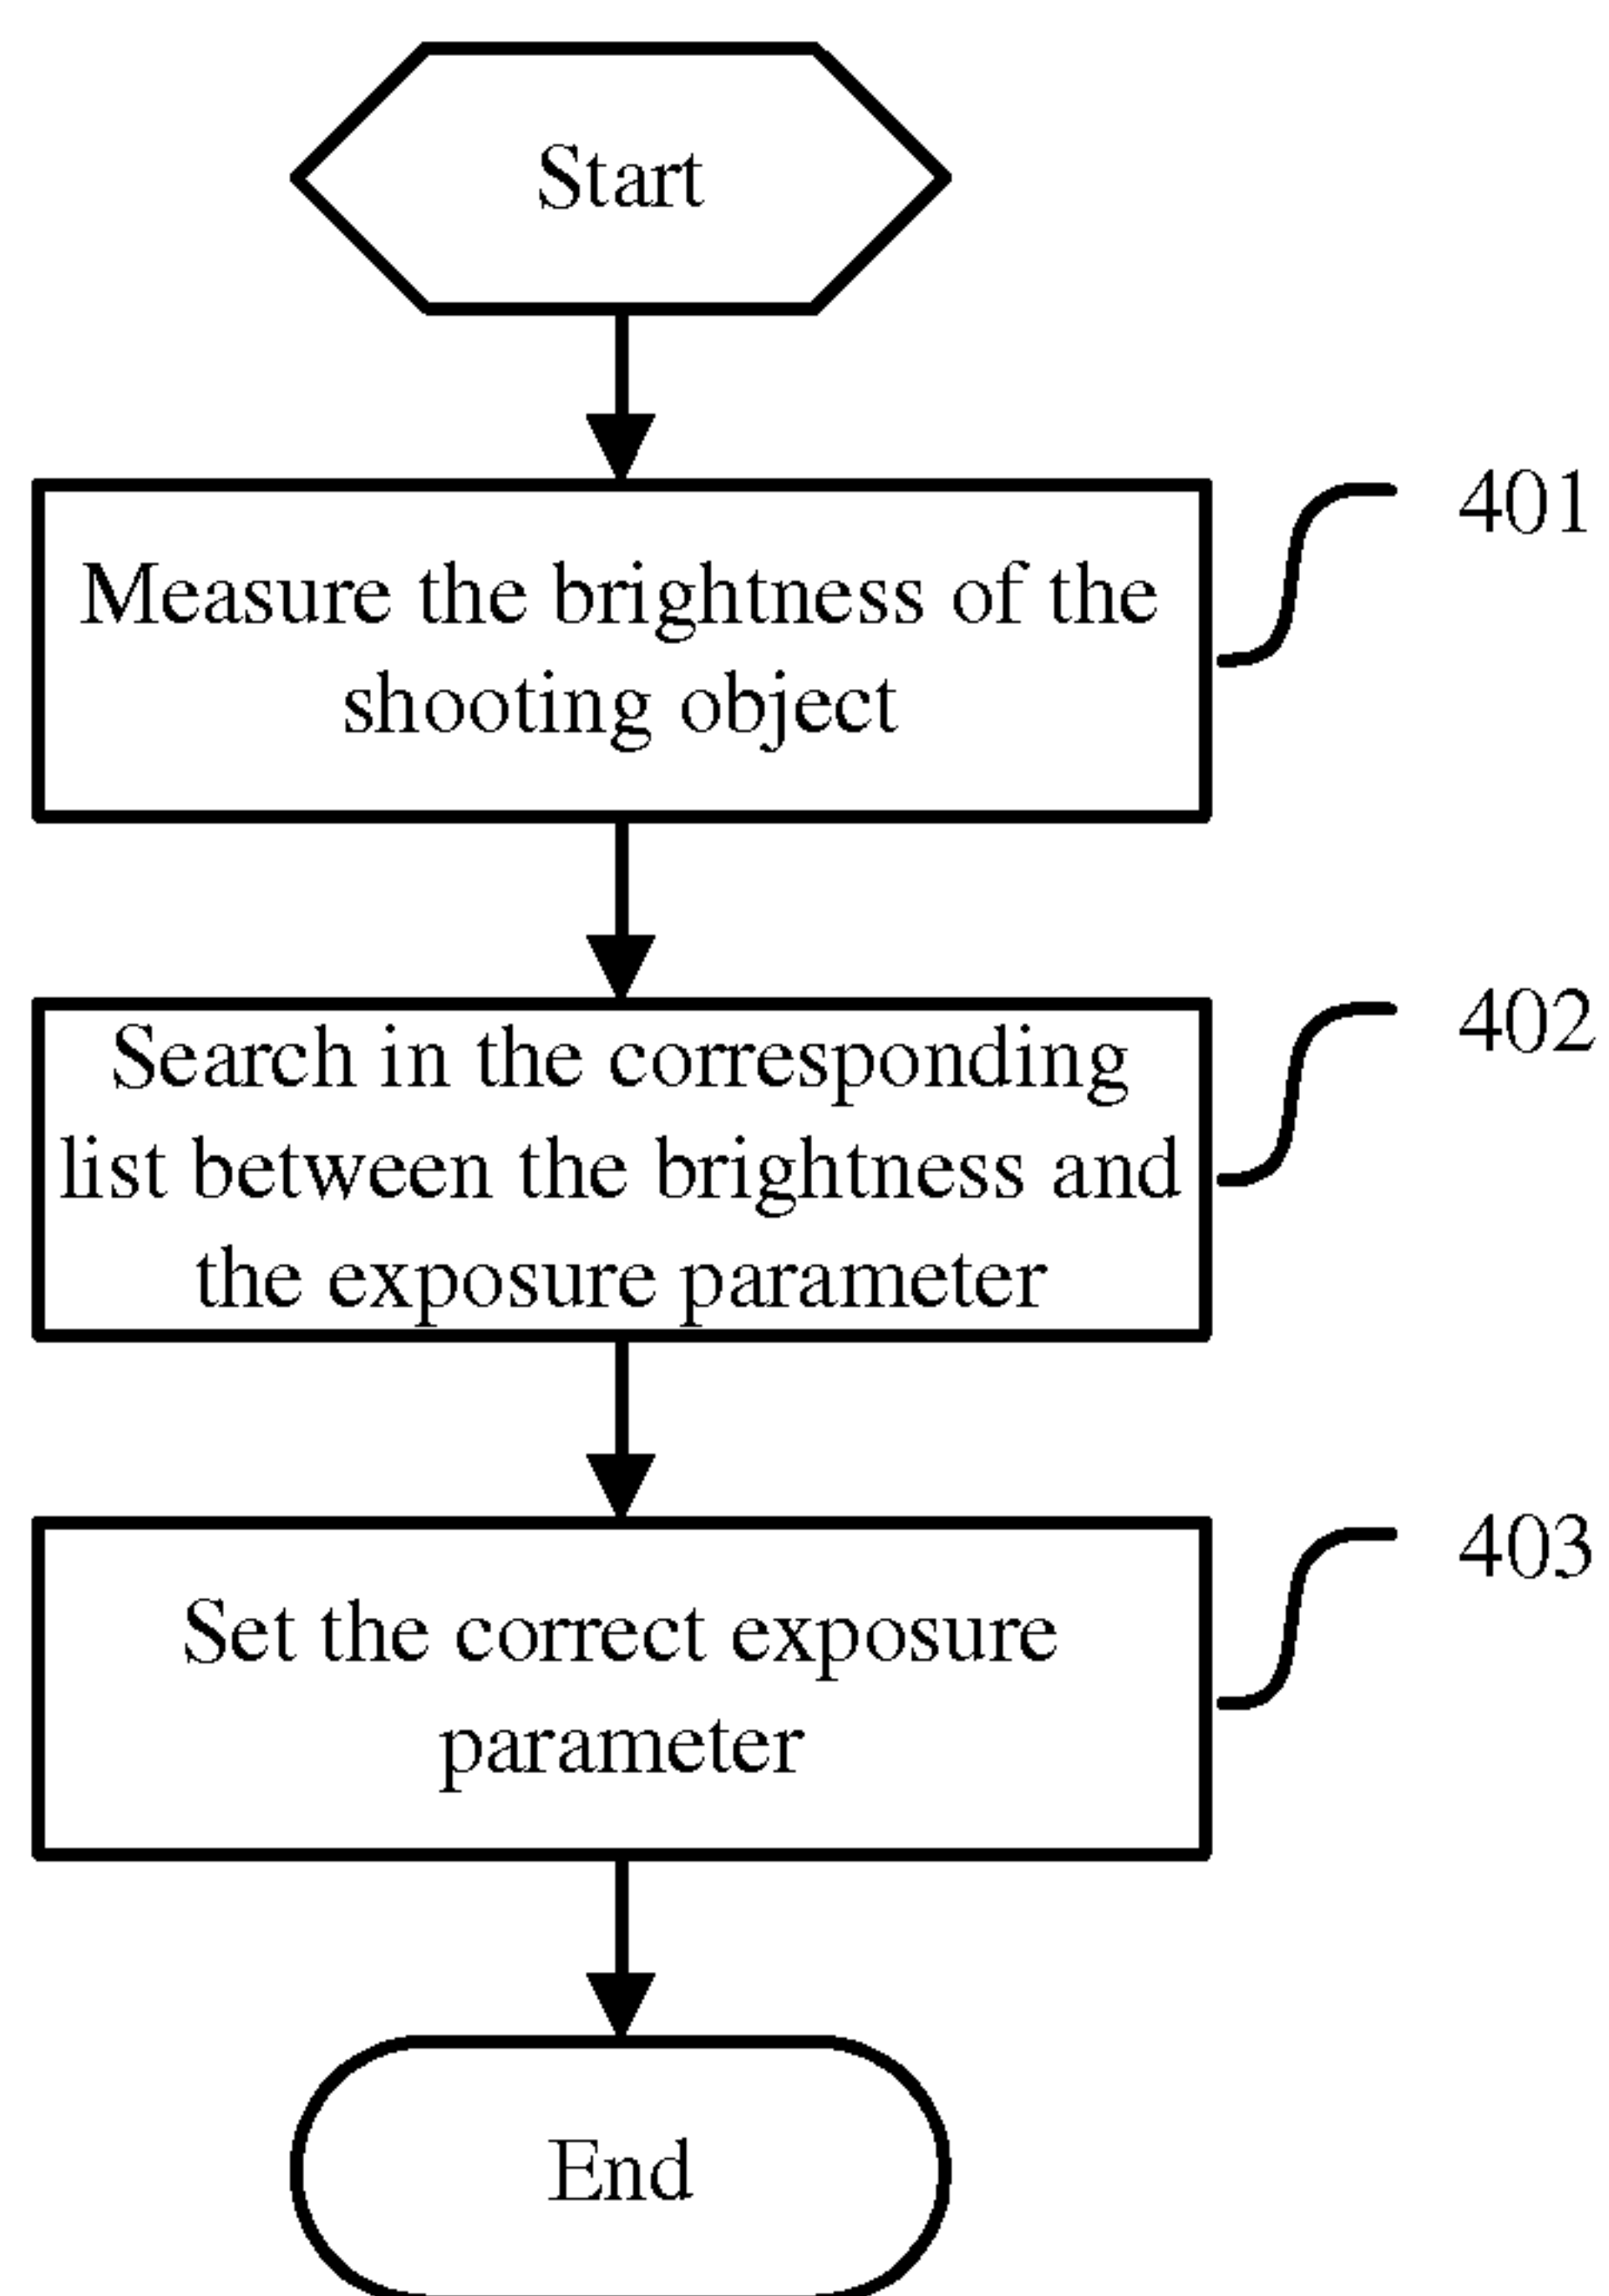 Start
401
Measure the brightness of the
shooting object
402
Search in the corresponding
list between the brightness and
the exposure parameter
403
Set the correct exposure
parameter
End